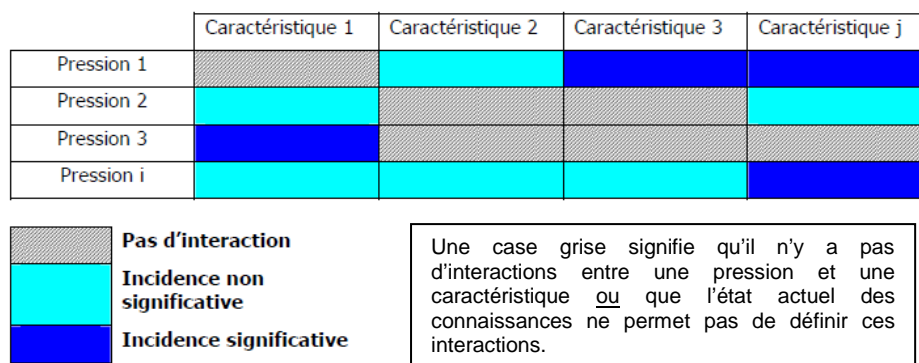 Caractéristique 1 Caractéristique 2 Caractéristique 3 Caractéristique j
Pression 1
Pression 2
Pression 3
Pression i
Pas d'interaction
Incidence non
significative
Incidence significative
Une case grise signifie qu'il n'y a pas
d'interactions entre une pression et une
caractéristique ou que l'état actuel des
connaissances ne permet pas de définir ces
interactions.